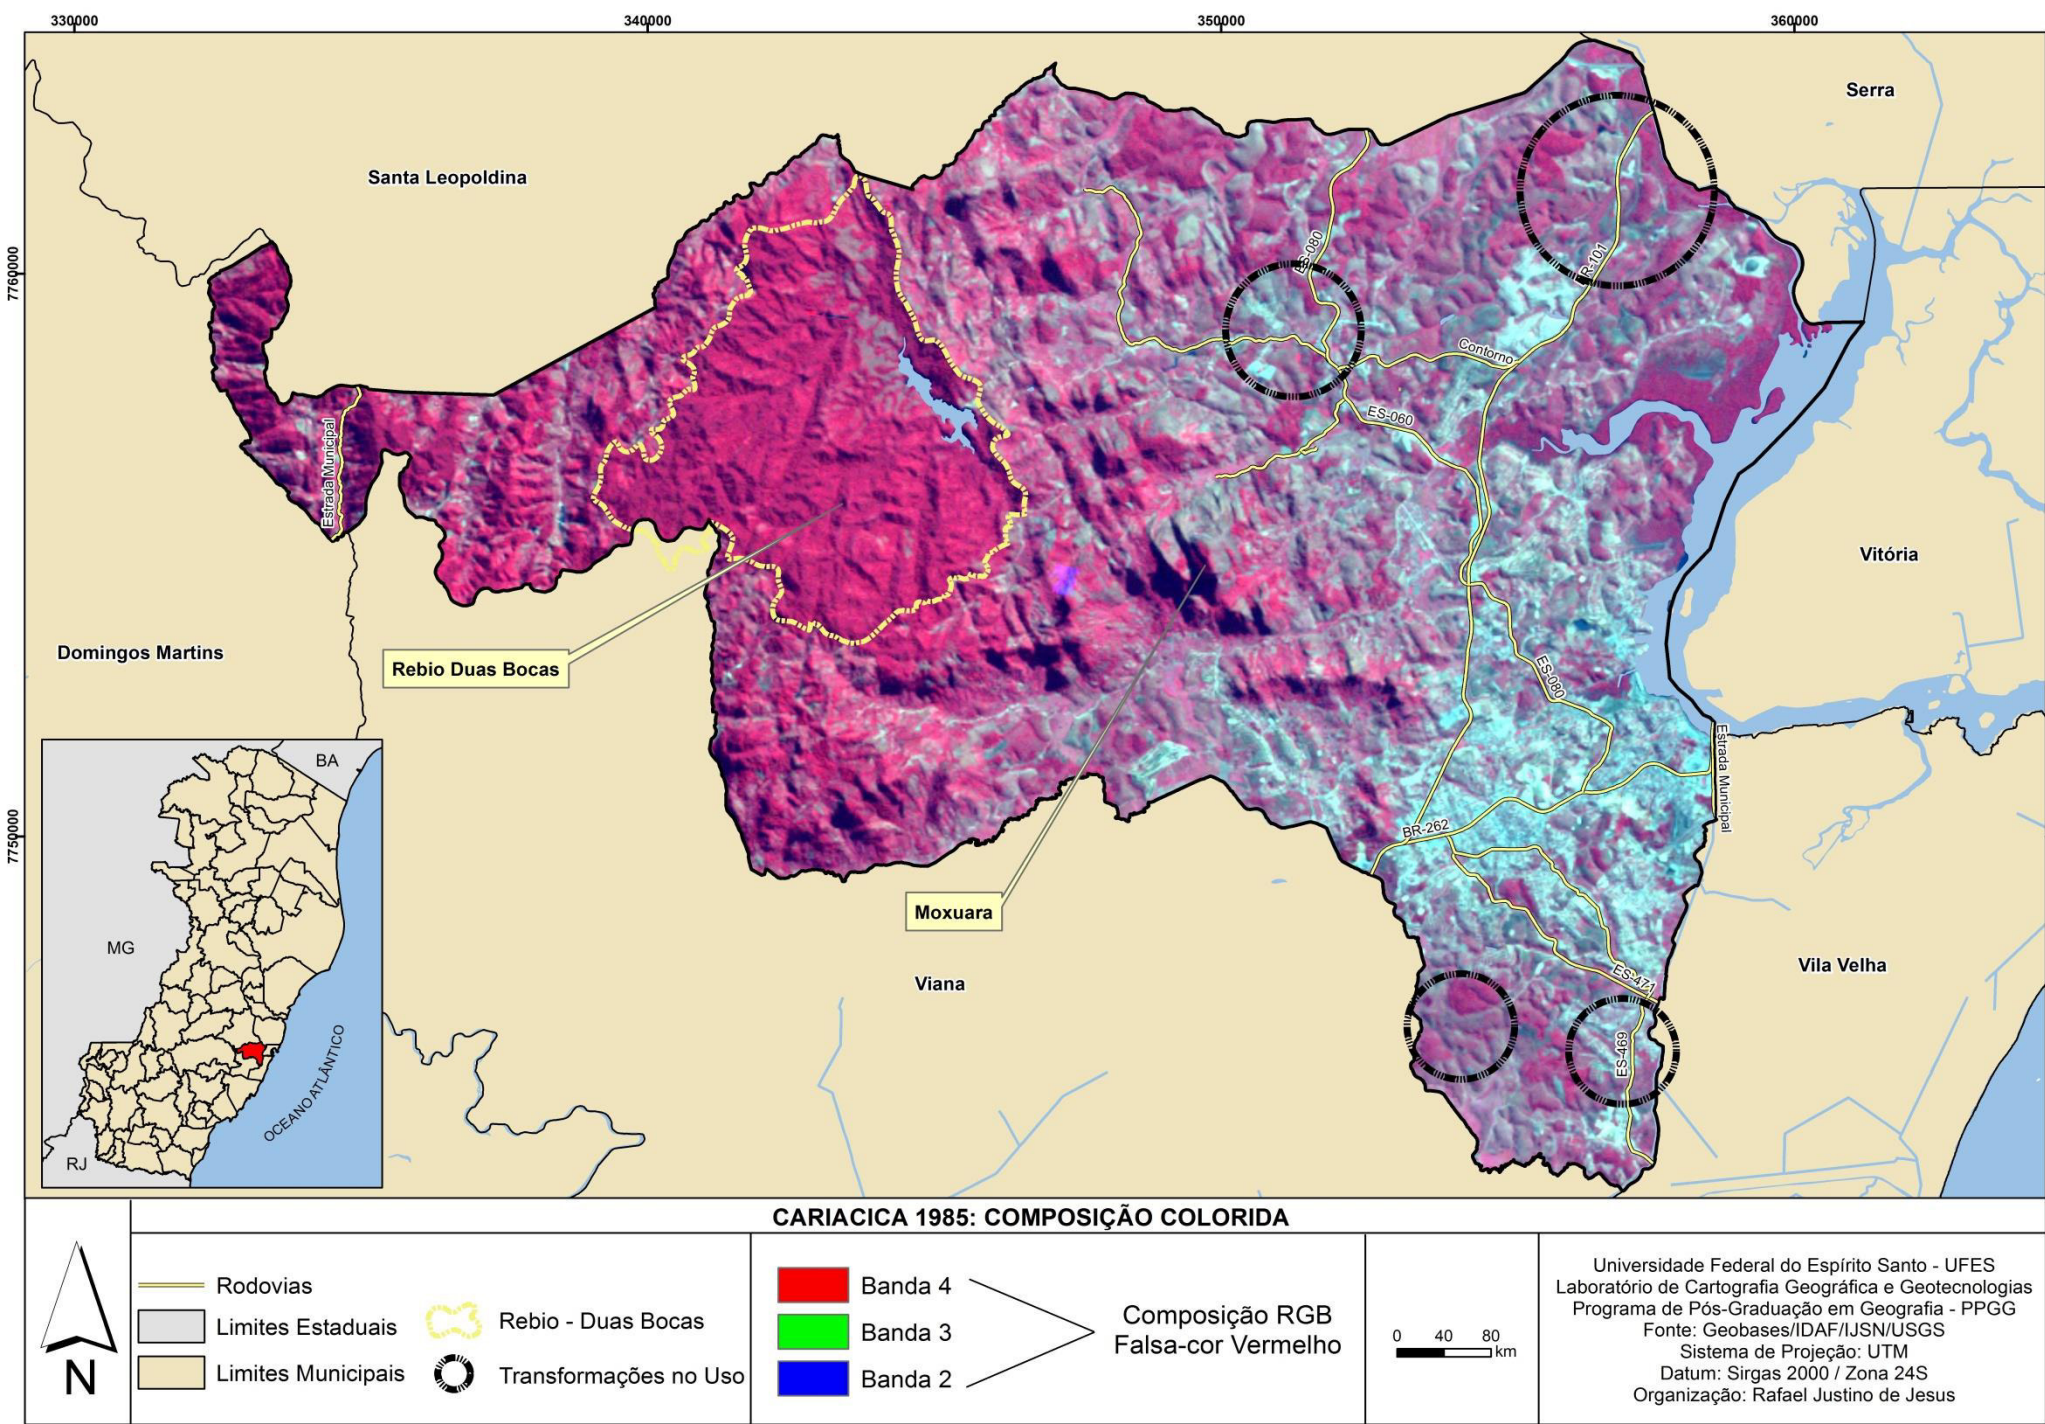 330000
340000
350000
360000
7760000
7750000
Serra
Santa Leopoldina
ES-080
R-101
Contorno
ES-060
Estrada Municipal
Vitória
Domingos Martins
Rebio Duas Bocas
ES-080
Estrada Municipal
BR-262
Moxuara
Viana
Vila Velha
ES-471
ES-469
BA
MG
RJ
OCEANO ATLÂNTICO
CARIACICA 1985: COMPOSIÇÃO COLORIDA
N
Rodovias
Limites Estaduais
Limites Municipais
Rebio - Duas Bocas
Transformações no Uso
Banda 4
Banda 3
Banda 2
Composição RGB
Falsa-cor Vermelho
0 40 80
km
Universidade Federal do Espírito Santo - UFES
Laboratório de Cartografia Geográfica e Geotecnologias
Programa de Pós-Graduação em Geografia - PPGG
Fonte: Geobases/IDAF/IJSN/USGS
Sistema de Projeção: UTM
Datum: Sirgas 2000 / Zona 24S
Organização: Rafael Justino de Jesus